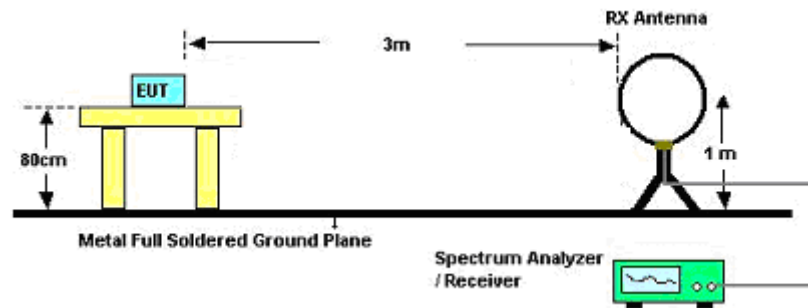 RX Antenna
3m
EUT
80cm
1 m
Metal Full Soldered Ground Plane
Spectrum Analyzer
/ Receiver